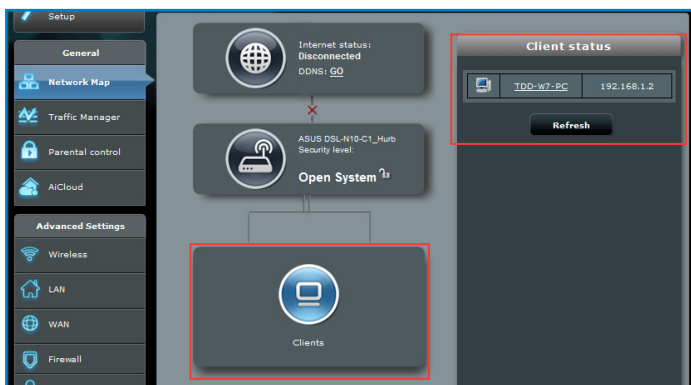 Setup
General
Network Map
Traffic Manager
Parental control
AiCloud
Advanced Settings
Wireless
LAN
WAN
Firewall
Internet status:
Disconnected
DDNS: GO
ASUS DSL-N10-C1_Hurb
Security level:
Open System
Clients
Client status
TDD-W7-PC 192.168.1.2
Refresh